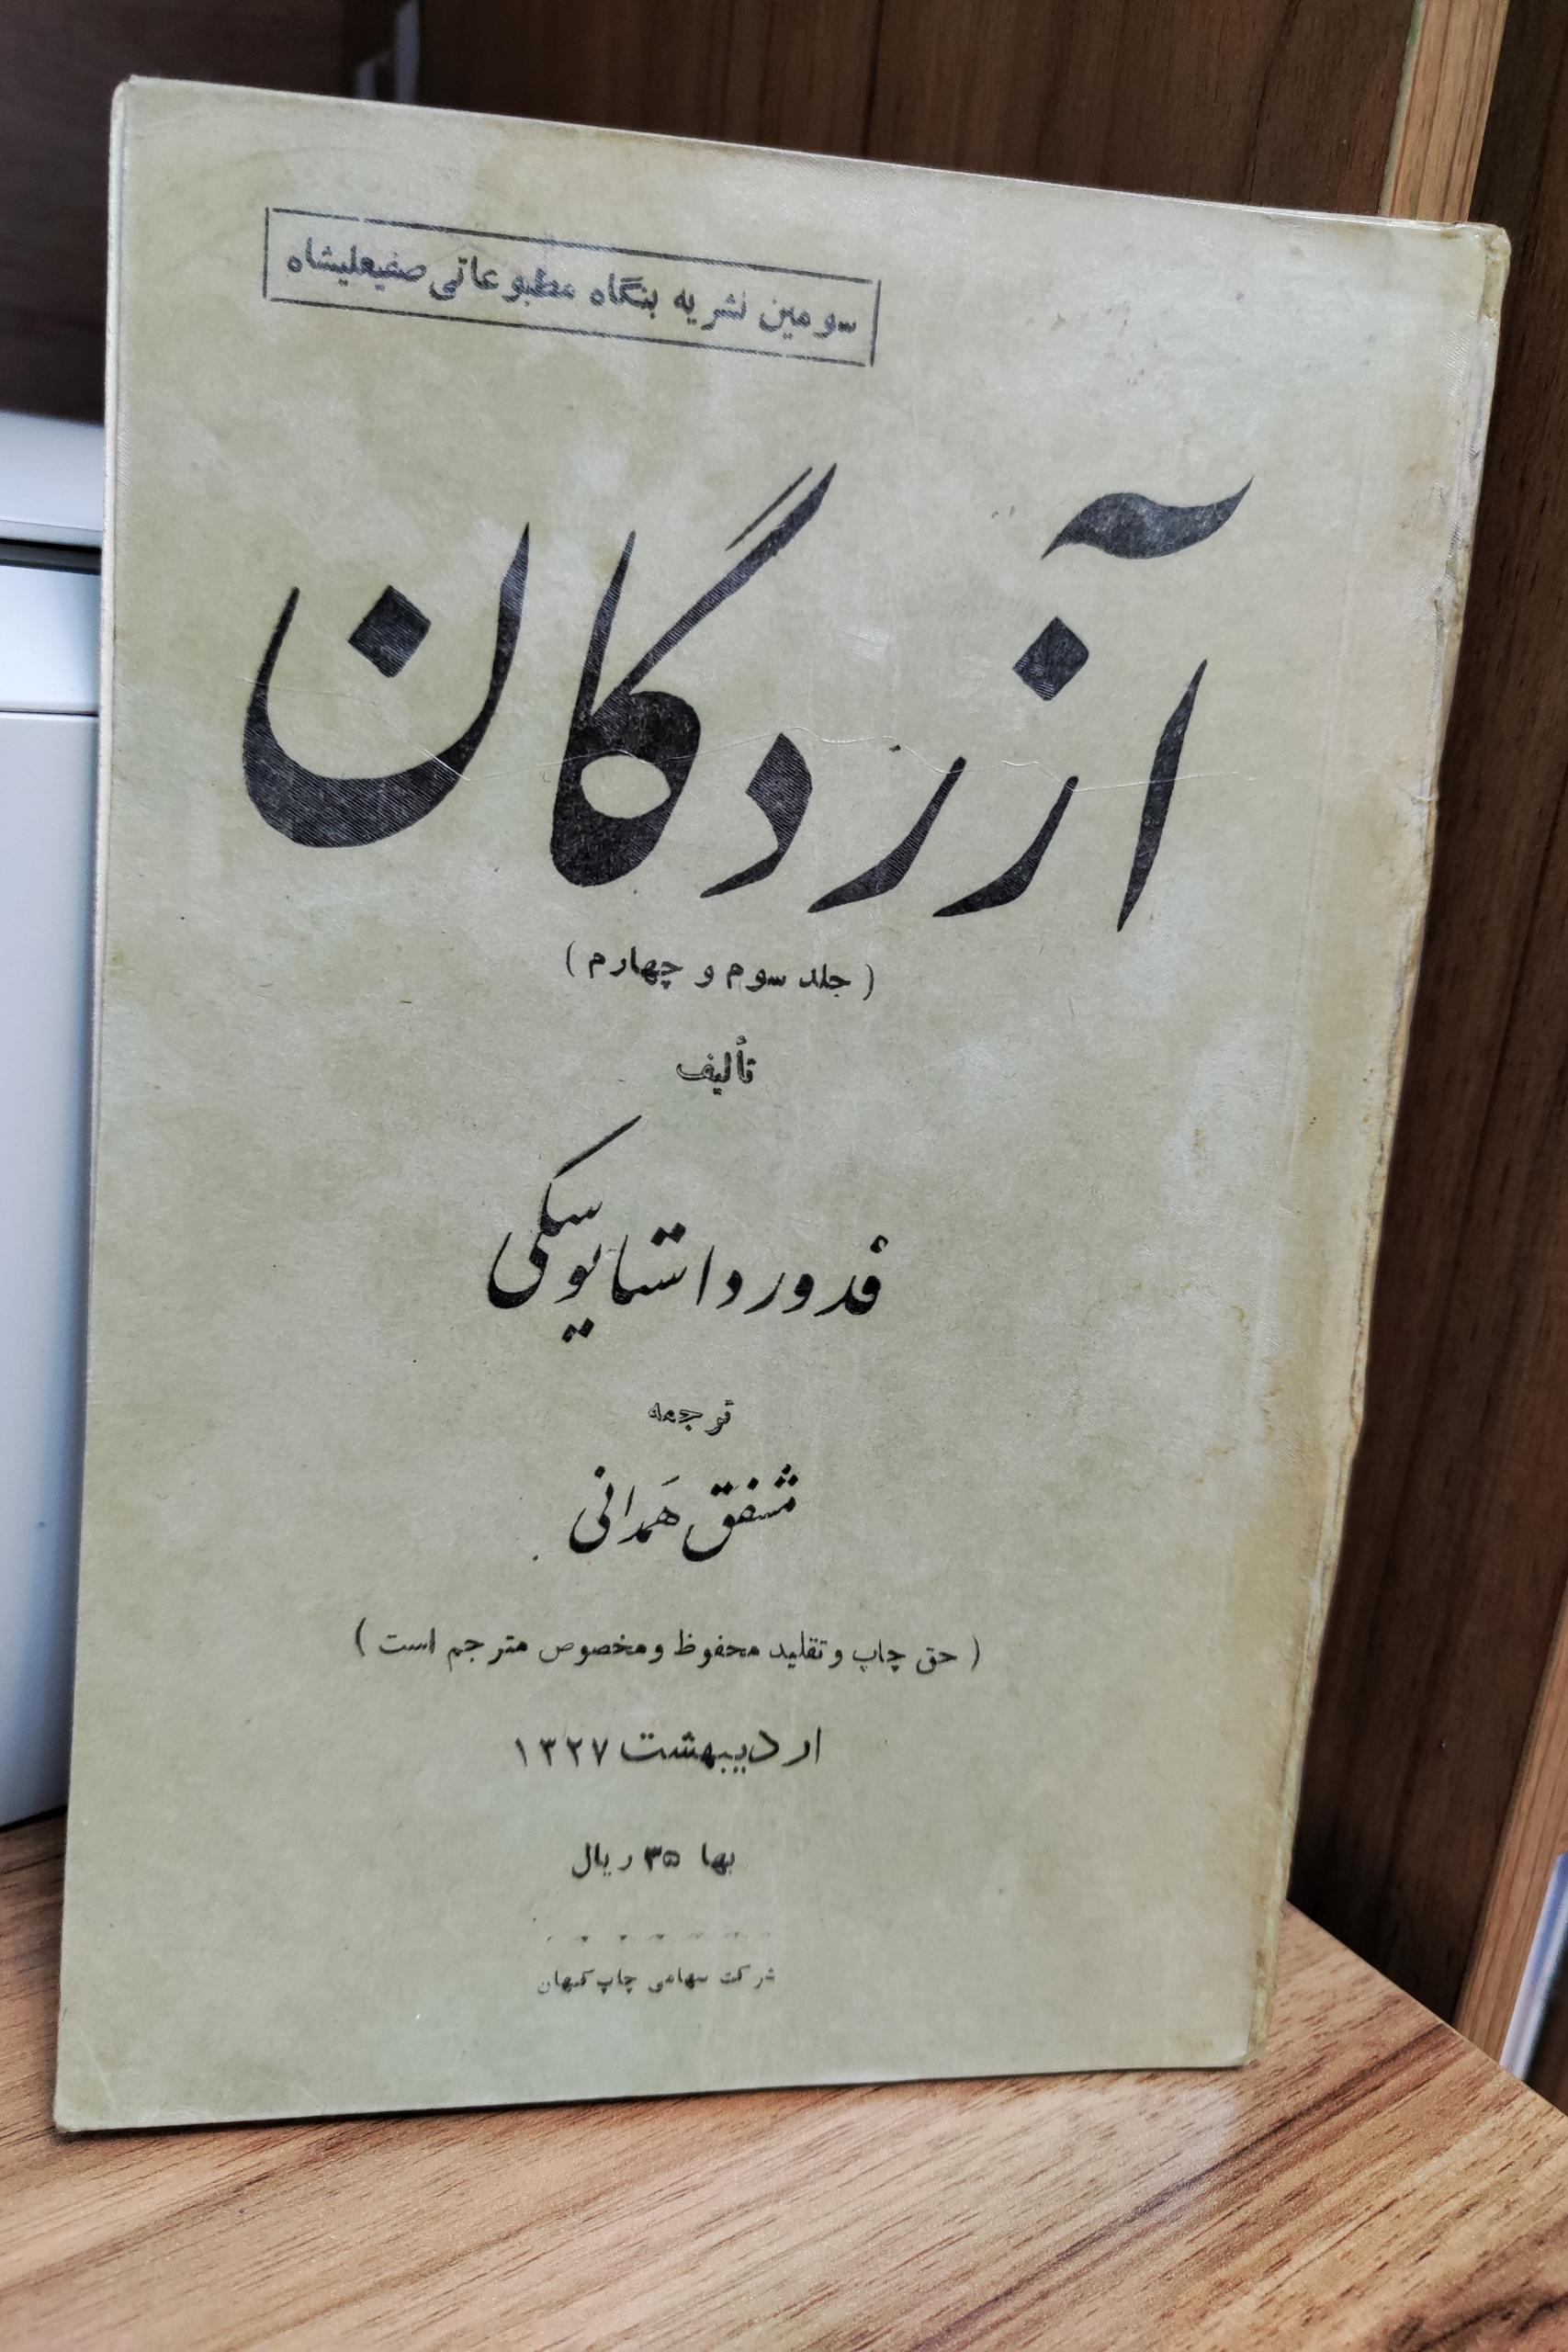 سومین نشریه بنگاه مطبوعاتی صفیعلیشاه
آزردگان
( جلد سوم و چهارم )
تألیف
فدور داستایوسکی
ترجمه
مشفق همدانی
( حق چاپ و تقلید محفوظ و مخصوص مترجم است )
اردیبهشت ۱۳۲۷
بها ۳۵ ریال
شرکت سهامی چاپ کیهان